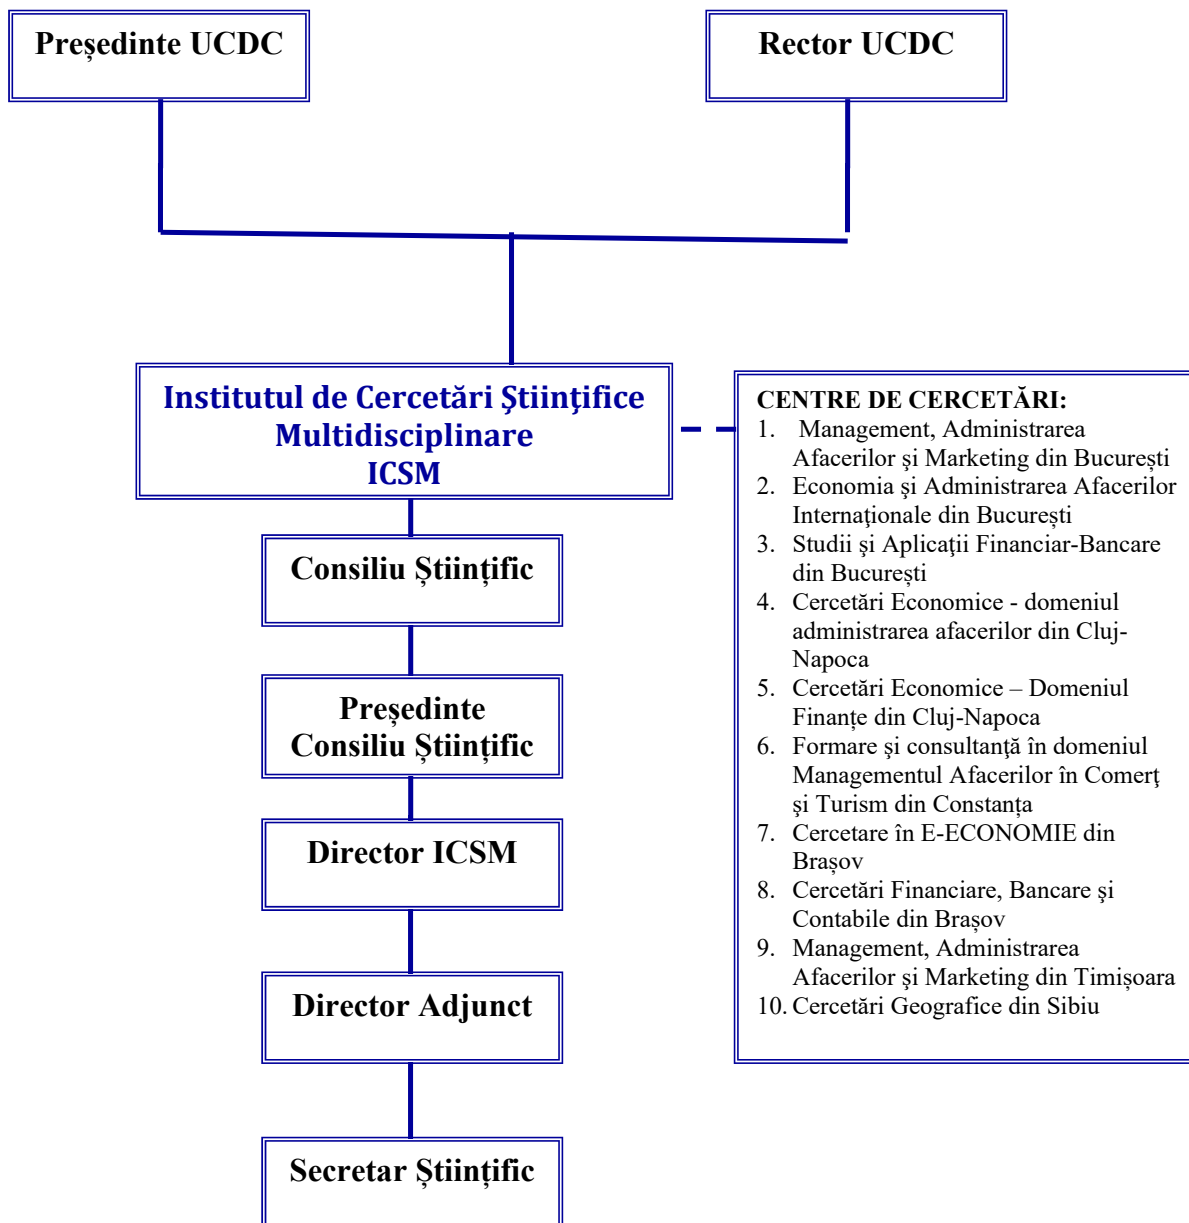 Președinte UCDC
Rector UCDC
Institutul de Cercetări Ştiinţifice
Multidisciplinare
ICSM
Consiliu Științific
Președinte
Consiliu Științific
Director ICSM
Director Adjunct
Secretar Științific
CENTRE DE CERCETĂRI:
1. Management, Administrarea
Afacerilor şi Marketing din București
2. Economia şi Administrarea Afacerilor
Internaţionale din București
3. Studii şi Aplicaţii Financiar-Bancare
din București
4. Cercetări Economice - domeniul
administrarea afacerilor din Cluj-
Napoca
5. Cercetări Economice – Domeniul
Finanțe din Cluj-Napoca
6. Formare şi consultanţă în domeniul
Managementul Afacerilor în Comerţ
şi Turism din Constanța
7. Cercetare în E-ECONOMIE din
Brașov
8. Cercetări Financiare, Bancare şi
Contabile din Brașov
9. Management, Administrarea
Afacerilor şi Marketing din Timișoara
10. Cercetări Geografice din Sibiu